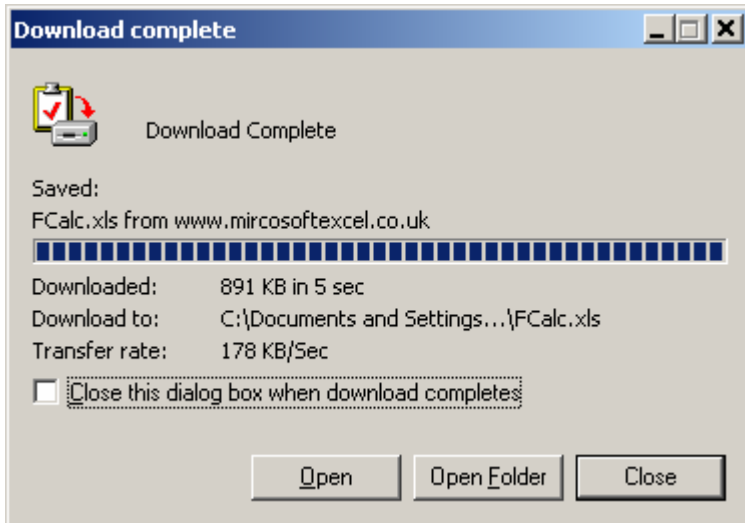 Download complete
Download Complete
Saved:
FCalc.xls from www.mircosoftexcel.co.uk
Downloaded: 891 KB in 5 sec
Download to: C:\Documents and Settings...\FCalc.xls
Transfer rate: 178 KB/Sec
Close this dialog box when download completes
Open Open Folder Close